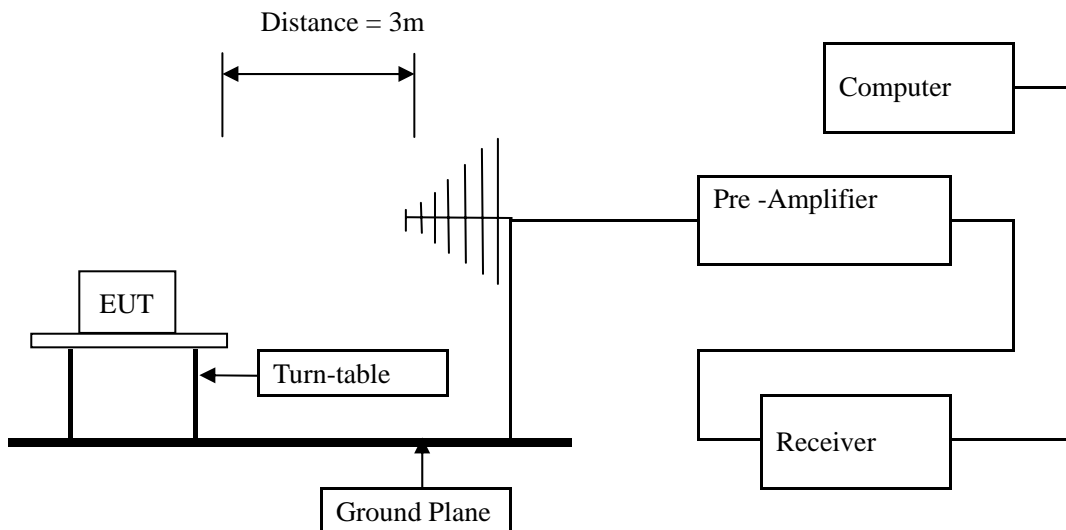 Distance = 3m
Computer
Pre -Amplifier
EUT
Turn-table
Receiver
Ground Plane